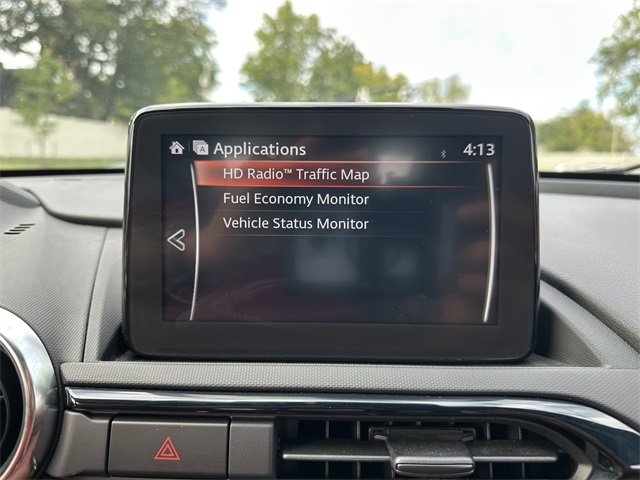 A Applications 4:13
HD Radio™ Traffic Map
Fuel Economy Monitor
Vehicle Status Monitor